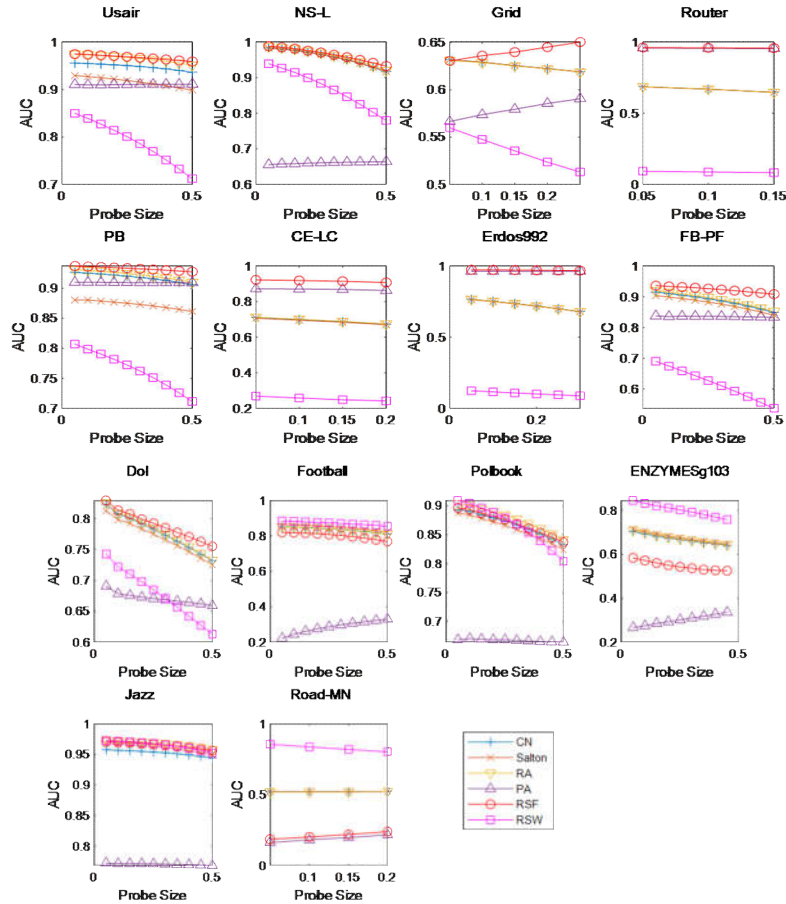 Usair
AUC
1
0.9
0.8
0.7
0 0.5
Probe Size
NS-L
AUC
1
0.9
0.8
0.7
0.6
0 0.5
Probe Size
Grid
AUC
0.65
0.6
0.55
0.5
0.1 0.15 0.2
Probe Size
Router
AUC
1
0.5
0
0.05 0.1 0.15
Probe Size
PB
AUC
0.9
0.85
0.8
0.75
0.7
0 0.5
Probe Size
CE-LC
AUC
1
0.8
0.6
0.4
0.2
0.1 0.15 0.2
Probe Size
Erdos992
AUC
1
0.5
0
0.2
Probe Size
FB-PF
AUC
1
0.9
0.8
0.7
0.6
0 0.5
Probe Size
Dol
AUC
0.8
0.75
0.7
0.65
0.6
0 0.5
Probe Size
Football
AUC
1
0.8
0.6
0.4
0.2
0 0.5
Probe Size
Polbook
AUC
0.9
0.85
0.8
0.75
0.7
0 0.5
Probe Size
ENZYMESg103
AUC
0.8
0.6
0.4
0.2
0 0.5
Probe Size
Jazz
AUC
1
0.95
0.9
0.85
0.8
0 0.5
Probe Size
Road-MN
AUC
1
0.5
0
0.1 0.15 0.2
Probe Size
CN
Salton
RA
PA
RSF
RSW